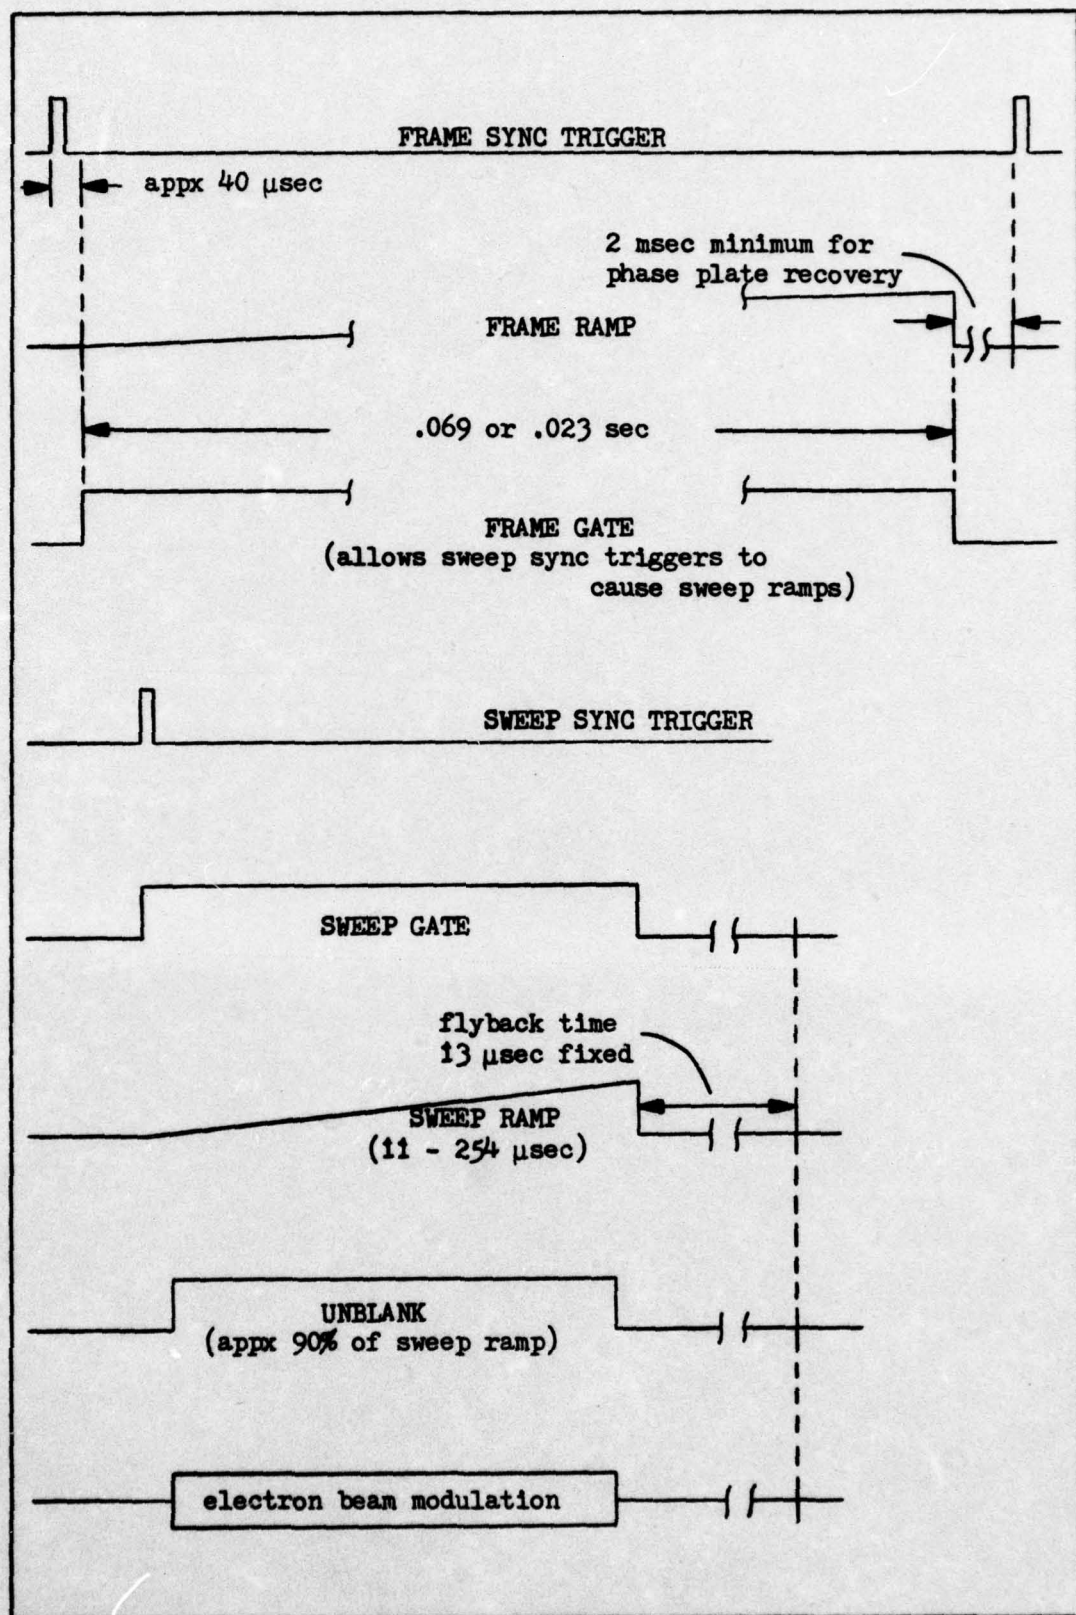 FRAME SYNC TRIGGER
appx 40 μsec
2 msec minimum for
phase plate recovery
FRAME RAMP
.069 or .023 sec
FRAME GATE
(allows sweep sync triggers to
cause sweep ramps)
SWEEP SYNC TRIGGER
SWEEP GATE
flyback time
13 μsec fixed
SWEEP RAMP
(11 - 254 μsec)
UNBLANK
(appx 90% of sweep ramp)
electron beam modulation